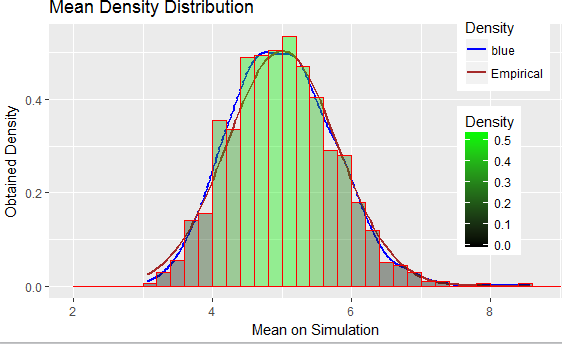 Mean Density Distribution
Density
blue
Empirical
Density
0.5
0.4
0.3
0.2
0.1
0.0
Obtained Density
0.4
0.2
0.0
2 4 6 8
Mean on Simulation